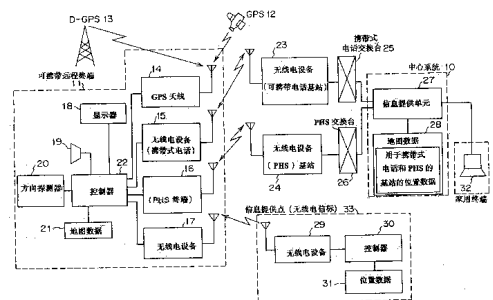 D-GPS 13
GPS 12
可携带远程终端
11
14
GPS 天线
18
显示器
15
无线电设备
(携带式电话)
19
22
控制器
20
方向探测器
16
(PHS 终端)
21
地图数据
17
无线电设备
23
无线电设备
(可携带电话基站)
携带式
电话交换台
25
PHS 交换台
无线电设备
(PHS) 基站
24
26
中心系统 10
27
信息提供单元
28
地图数据
用于携带式
电话和 PHS 的
基站的位置数据
32
家用终端
信息提供点 (无线电信标) 33
29
无线电设备
30
控制器
31
位置数据